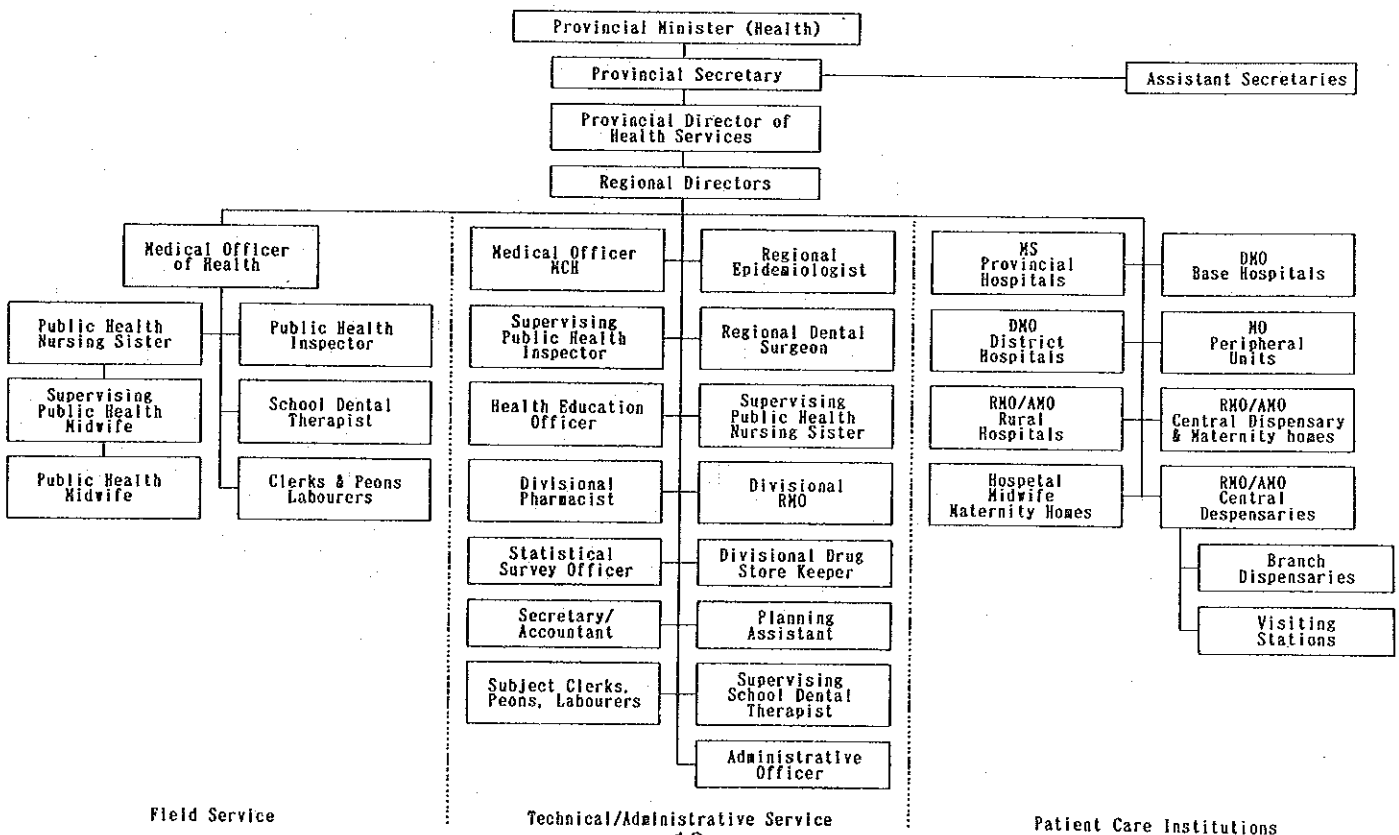 Provincial Minister (Health)
Provincial Secretary
Assistant Secretaries
Provincial Director of
Health Services
Regional Directors
Medical Officer
of Health
Public Health
Nursing Sister
Public Health
Inspector
Supervising
Public Health
Midwife
School Dental
Therapist
Public Health
Midwife
Clerks & Peons
Labourers
Field Service
Medical Officer
MCH
Regional
Epidemiologist
Supervising
Public Health
Inspector
Regional Dental
Surgeon
Health Education
Officer
Supervising
Public Health
Nursing Sister
Divisional
Pharmacist
Divisional
RMO
Statistical
Survey Officer
Divisional Drug
Store Keeper
Secretary/
Accountant
Planning
Assistant
Subject Clerks,
Peons, Labourers
Supervising
School Dental
Therapist
Administrative
Officer
Technical/Administrative Service
MS
Provincial
Hospitals
DMO
Base Hospitals
DMO
District
Hospitals
MO
Peripheral
Units
RMO/AMO
Rural
Hospitals
RMO/AMO
Central Dispensary
& Maternity homes
Hospetal
Midwife
Maternity Homes
RMO/AMO
Central
Despensaries
Branch
Dispensaries
Visiting
Stations
Patient Care Institutions